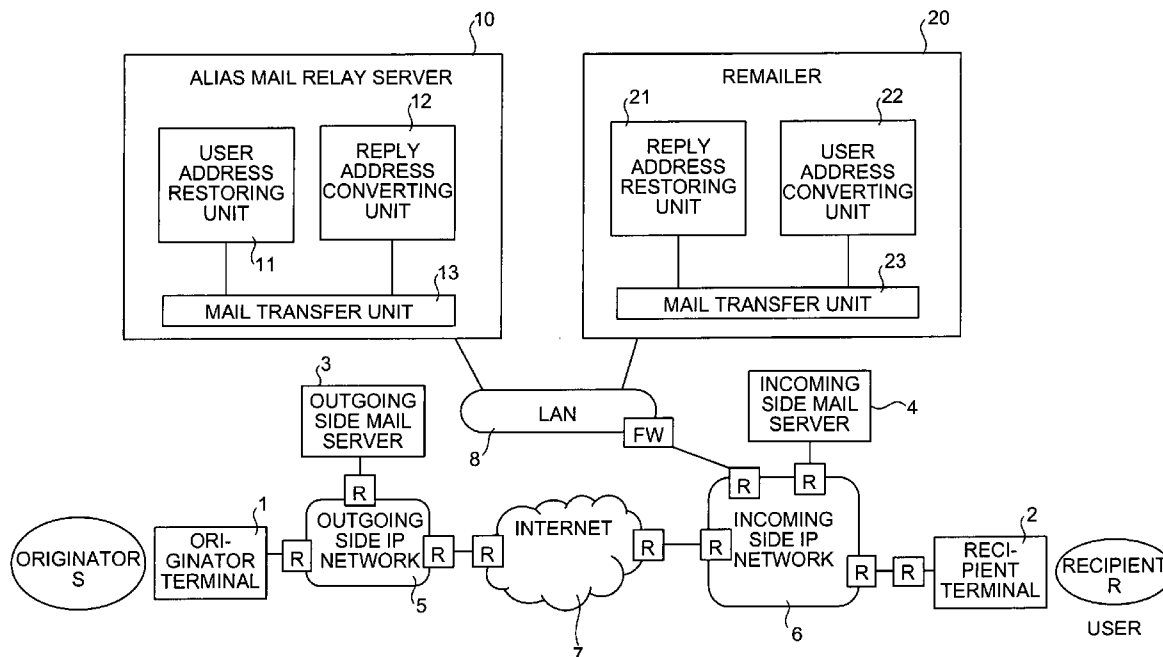 10
20
ALIAS MAIL RELAY SERVER
REMAILER
12
21
22
USER
ADDRESS
RESTORING
UNIT
REPLY
ADDRESS
CONVERTING
UNIT
REPLY
ADDRESS
RESTORING
UNIT
USER
ADDRESS
CONVERTING
UNIT
11
13
23
MAIL TRANSFER UNIT
MAIL TRANSFER UNIT
3
OUTGOING
SIDE MAIL
SERVER
LAN
8
FW
INCOMING
SIDE MAIL
SERVER
4
R
R
R
1
ORIGINATOR
S
ORI-
GINATOR
TERMINAL
R
OUTGOING
SIDE IP
NETWORK
5
R
R
INTERNET
7
R
R
INCOMING
SIDE IP
NETWORK
6
R
R
2
RECI-
PIENT
TERMINAL
RECIPIENT
R
USER